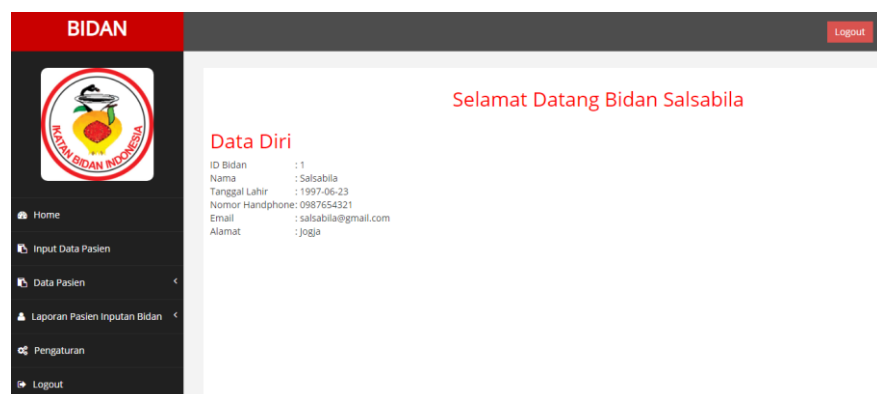 BIDAN
Logout
IKATAN BIDAN INDONESIA
Home
Input Data Pasien
Data Pasien
Laporan Pasien Inputan Bidan
Pengaturan
Logout
Selamat Datang Bidan Salsabila
Data Diri
ID Bidan : 1
Nama : Salsabila
Tanggal Lahir : 1997-06-23
Nomor Handphone: 0987654321
Email : salsabila@gmail.com
Alamat : Jogja